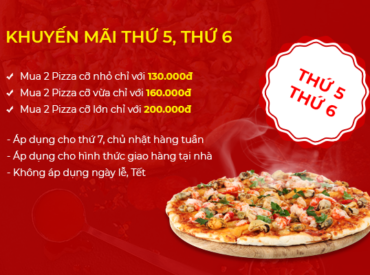 KHUYẾN MÃI THỨ 5, THỨ 6
Mua 2 Pizza cỡ nhỏ chỉ với 130.000đ
Mua 2 Pizza cỡ vừa chỉ với 160.000đ
Mua 2 Pizza cỡ lớn chỉ với 200.000đ
THỨ 5
THỨ 6
- Áp dụng cho thứ 7, chủ nhật hàng tuần
- Áp dụng cho hình thức giao hàng tại nhà
- Không áp dụng ngày lễ, Tết